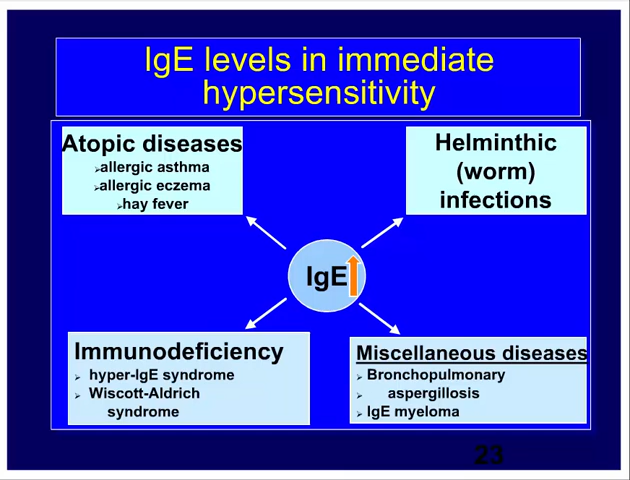 IgE levels in immediate
hypersensitivity
Atopic diseases
➢allergic asthma
➢allergic eczema
➢hay fever
Helminthic
(worm)
infections
IgE
Immunodeficiency
➢ hyper-IgE syndrome
➢ Wiscott-Aldrich
syndrome
Miscellaneous diseases
➢ Bronchopulmonary
➢ aspergillosis
➢ IgE myeloma
23